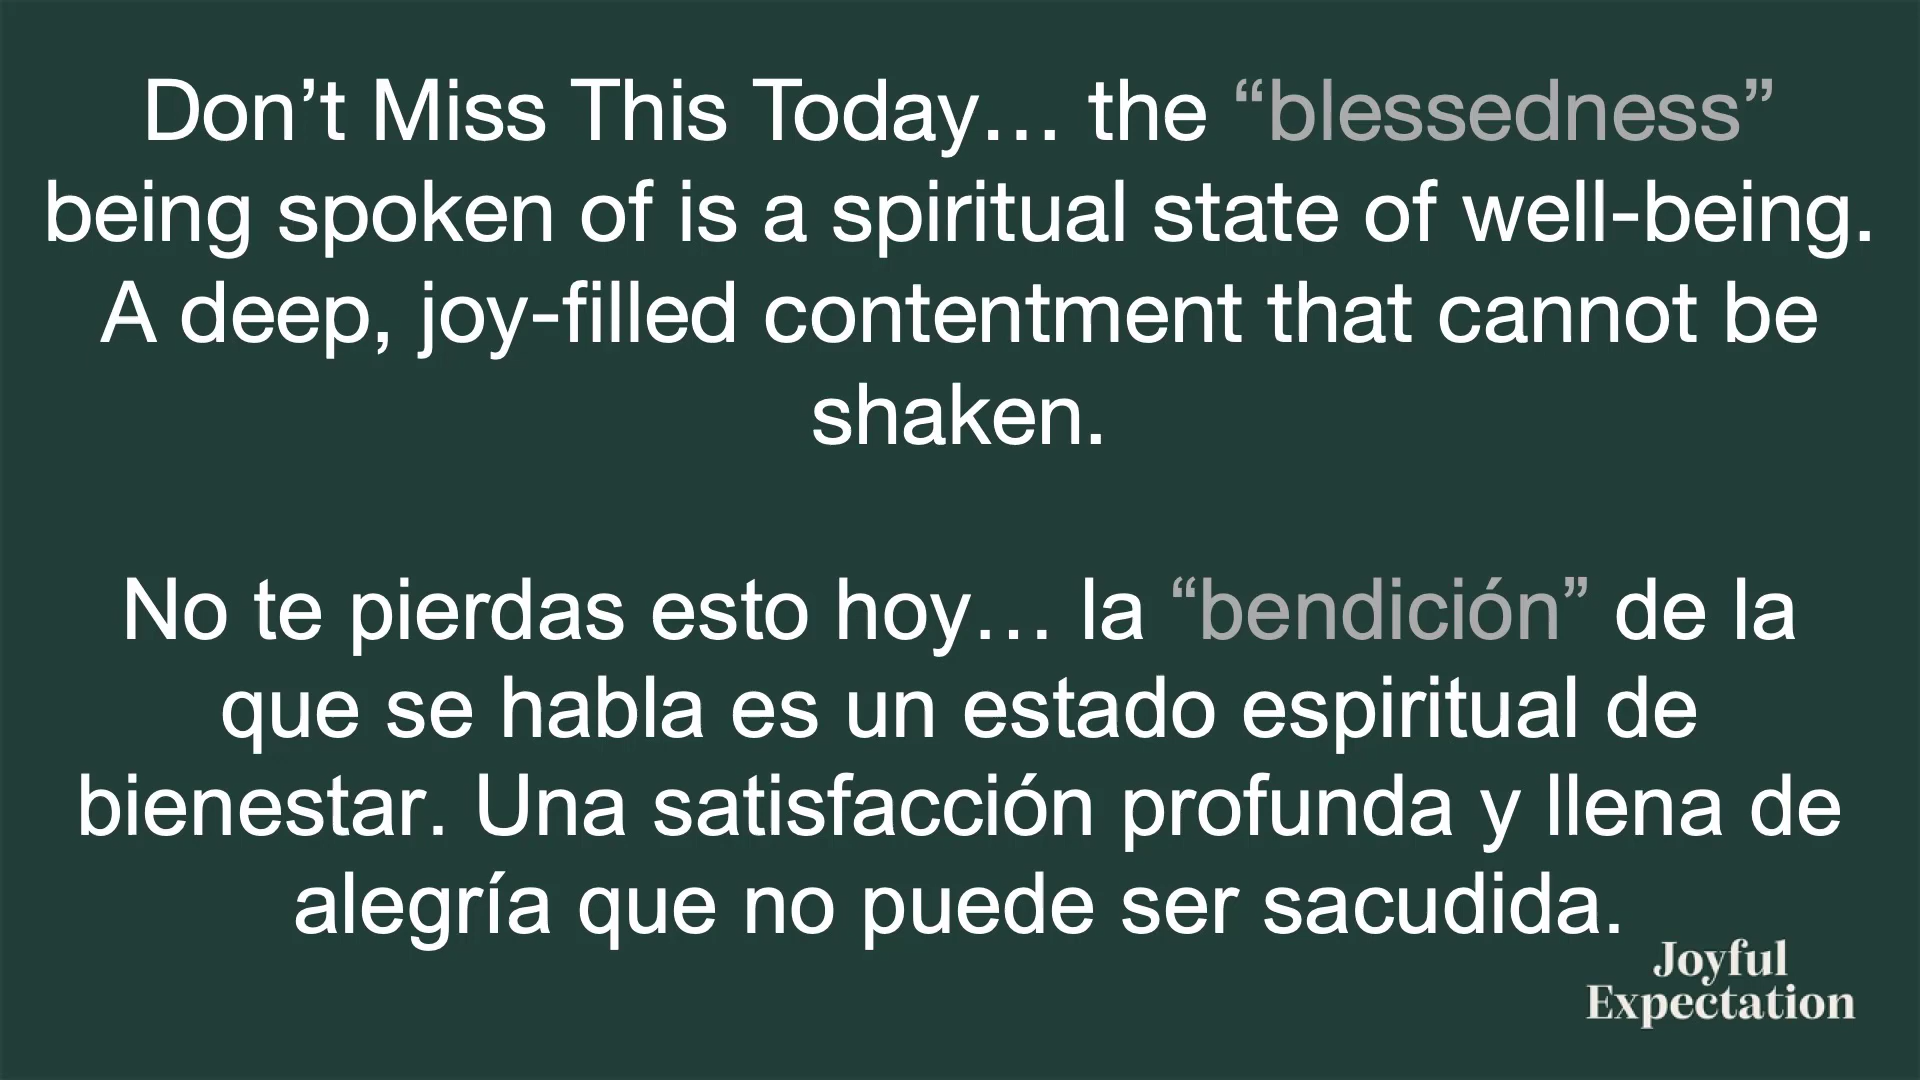 Don’t Miss This Today… the “blessedness”
being spoken of is a spiritual state of well-being.
A deep, joy-filled contentment that cannot be
shaken.
No te pierdas esto hoy… la “bendición” de la
que se habla es un estado espiritual de
bienestar. Una satisfacción profunda y llena de
alegría que no puede ser sacudida.
Joyful
Expectation